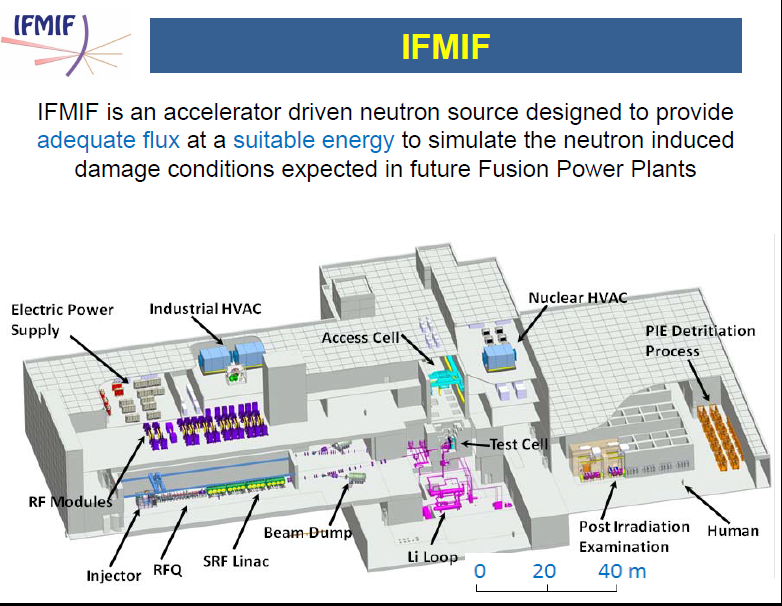 IFMIF
IFMIF
IFMIF is an accelerator driven neutron source designed to provide
adequate flux at a suitable energy to simulate the neutron induced
damage conditions expected in future Fusion Power Plants
Electric Power
Supply
Industrial HVAC
Access Cell
Nuclear HVAC
PIE Detritiation
Process
Test Cell
RF Modules
Injector
RFQ
SRF Linac
Beam Dump
Li Loop
Post Irradiation
Examination
Human
0 20 40 m